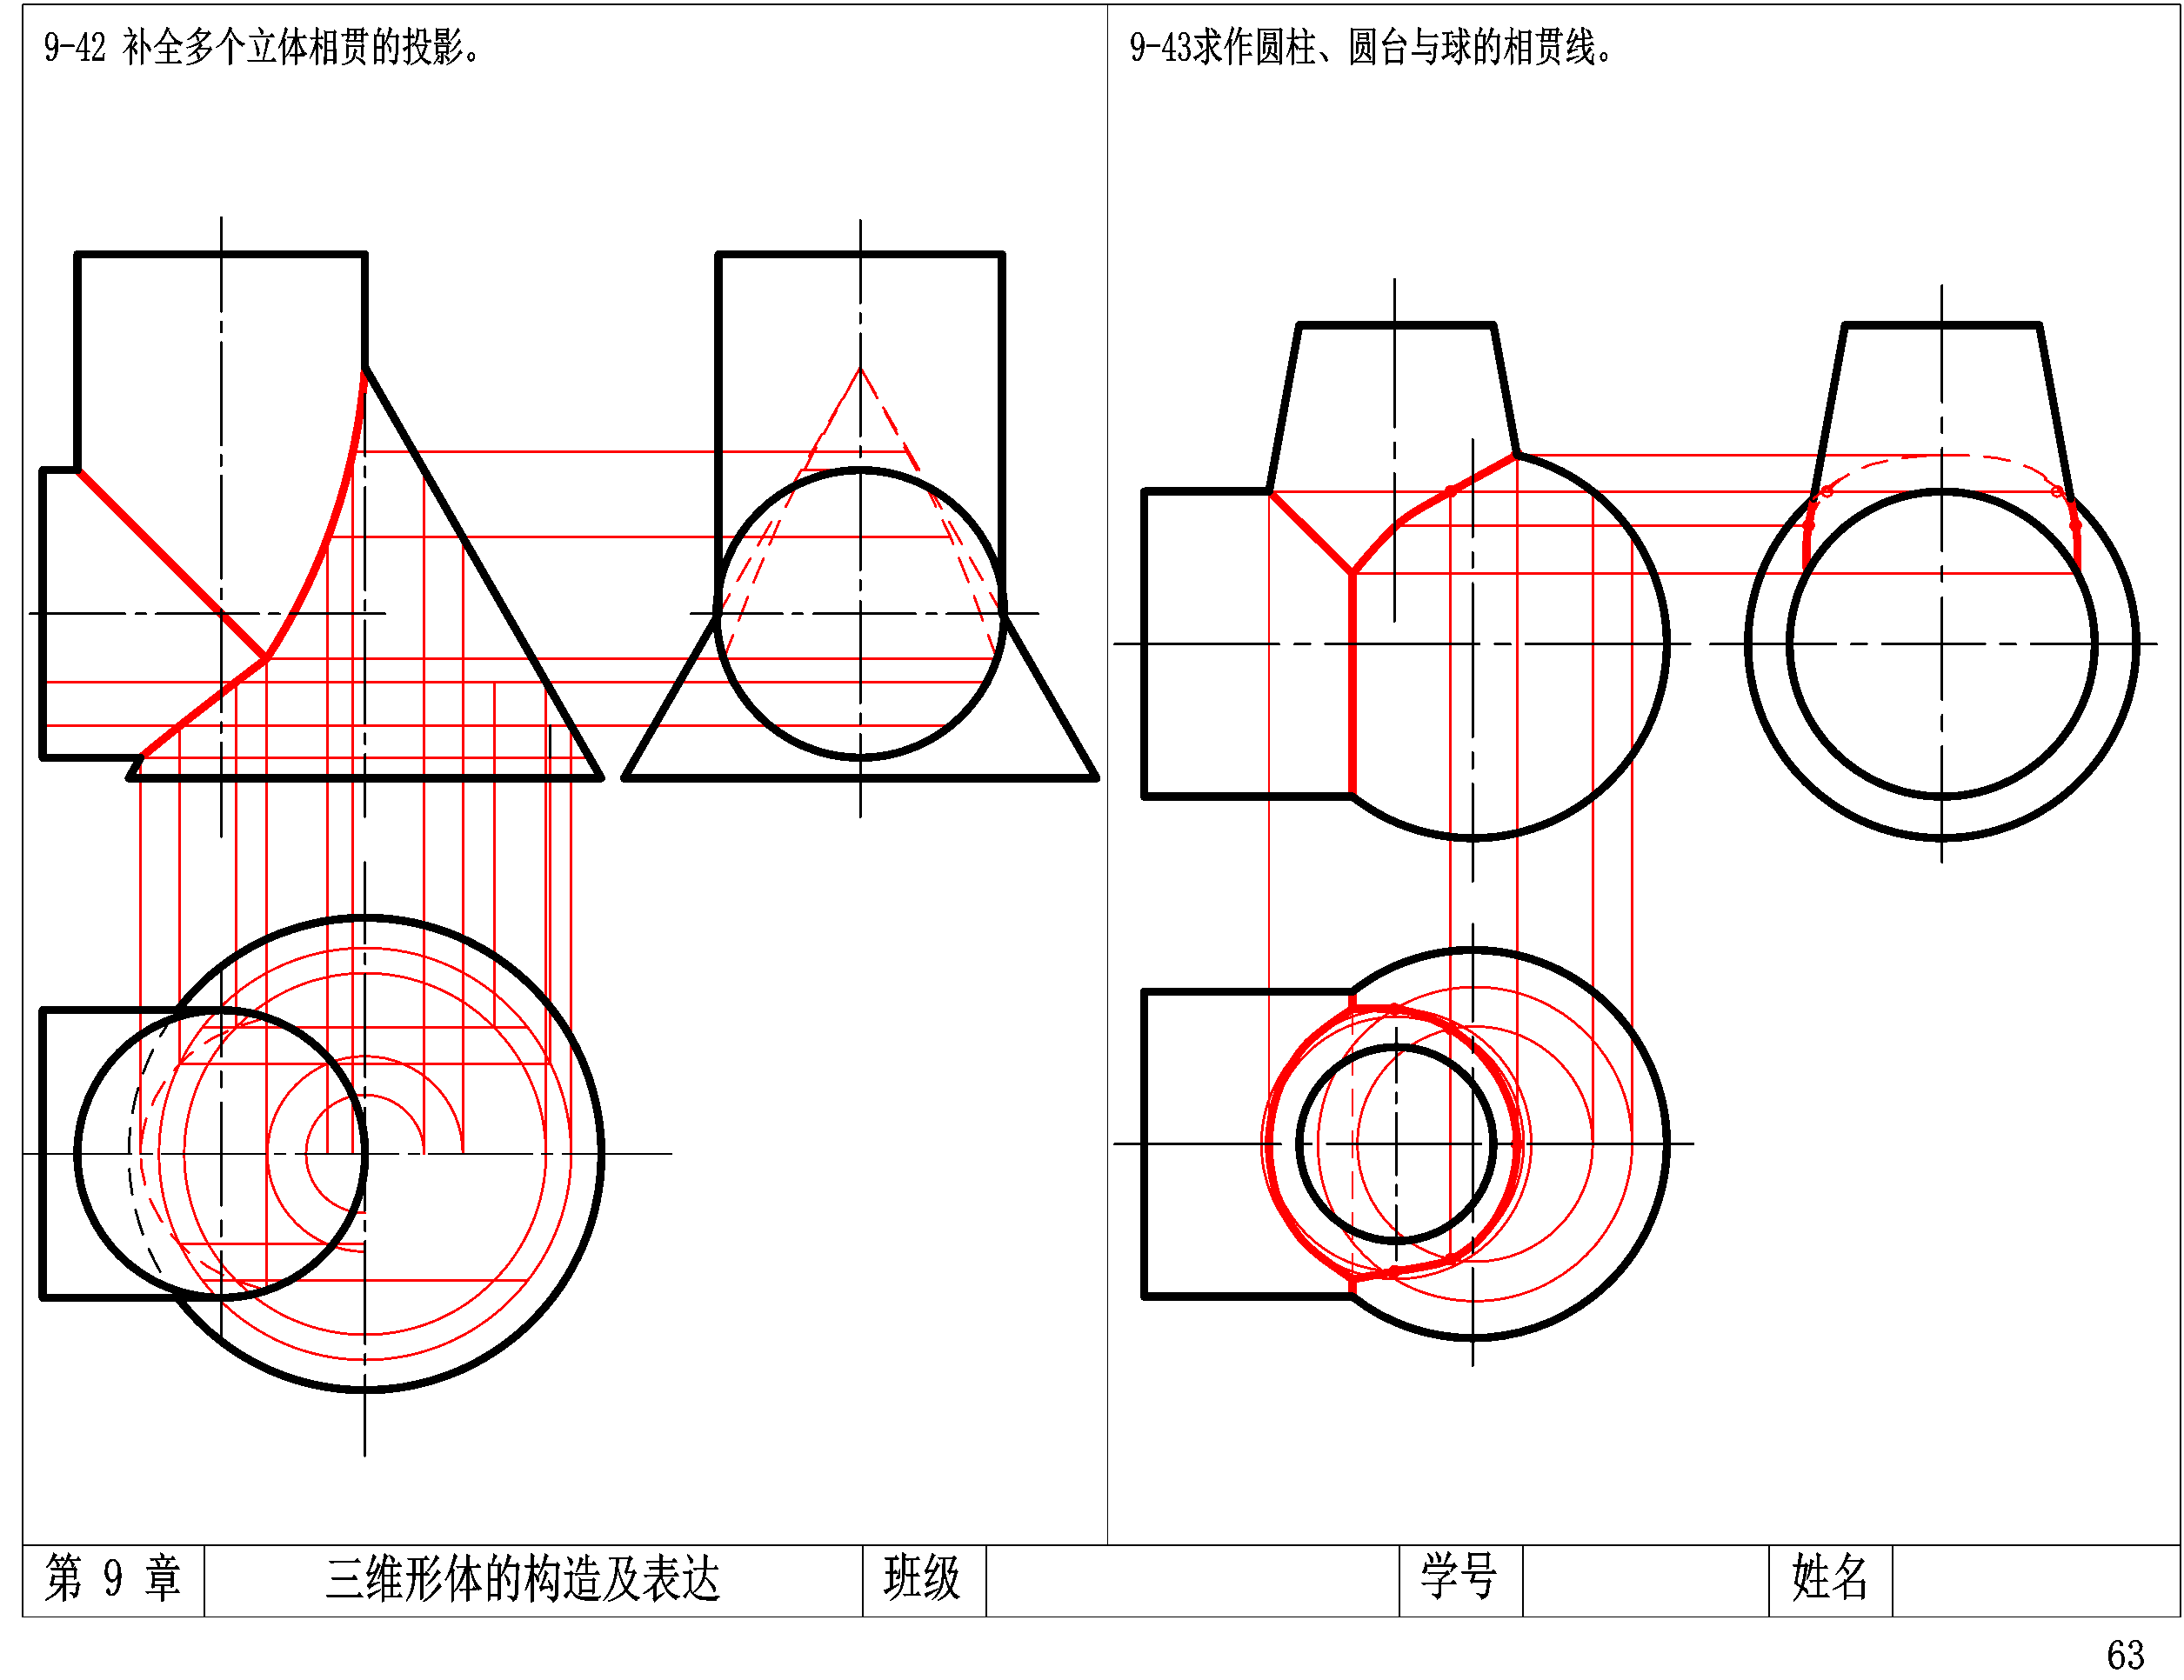 9-42 补全多个立体相贯的投影。
9-43求作圆柱、圆台与球的相贯线。
第 9 章 三维形体的构造及表达 班级 学号 姓名
63